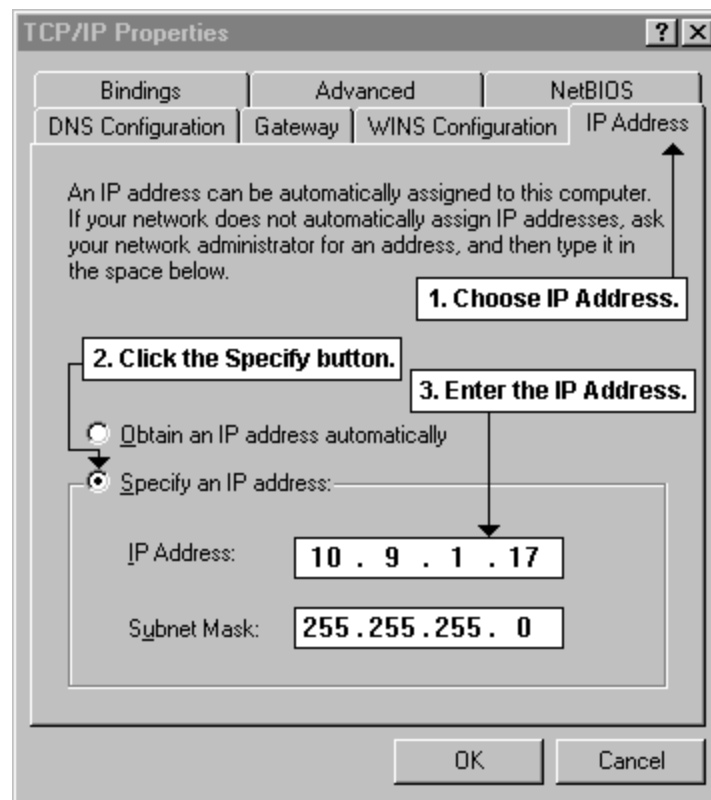 TCP/IP Properties
? X
Bindings Advanced NetBIOS
DNS Configuration Gateway WINS Configuration IP Address
An IP address can be automatically assigned to this computer.
If your network does not automatically assign IP addresses, ask
your network administrator for an address, and then type it in
the space below.
1. Choose IP Address.
2. Click the Specify button.
3. Enter the IP Address.
Obtain an IP address automatically
Specify an IP address:
IP Address: 10 . 9 . 1 . 17
Subnet Mask: 255.255.255. 0
OK Cancel